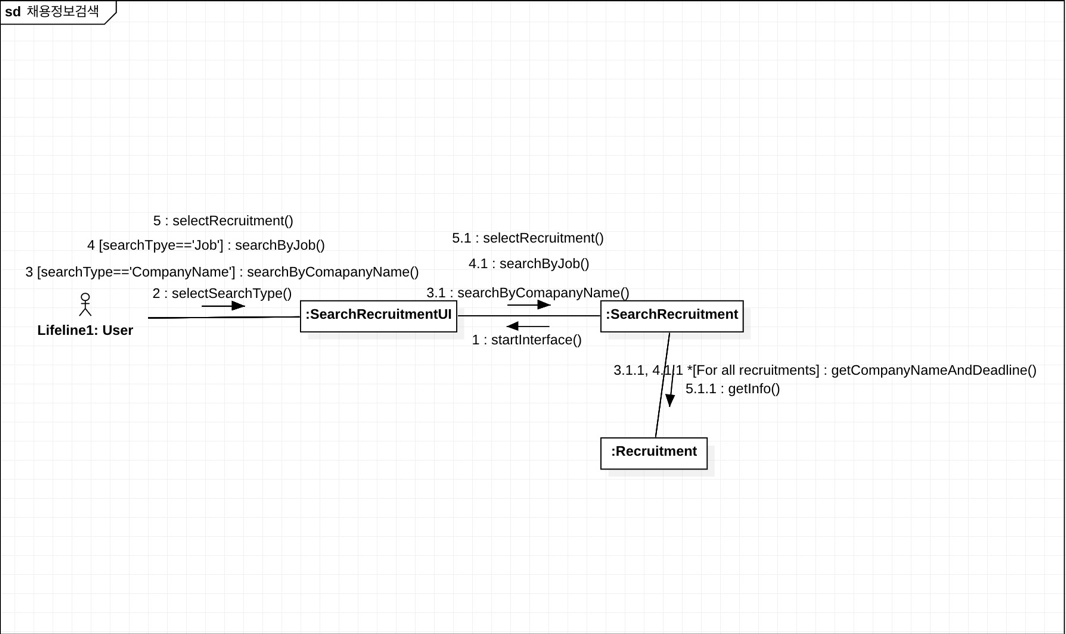 sd 채용정보검색
5 : selectRecruitment()
4 [searchTpye=='Job'] : searchByJob()
3 [searchType=='CompanyName'] : searchByComapanyName()
2 : selectSearchType()
Lifeline1: User
:SearchRecruitmentUI
5.1 : selectRecruitment()
4.1 : searchByJob()
3.1 : searchByComapanyName()
1 : startInterface()
:SearchRecruitment
3.1.1, 4.1.1 *[For all recruitments] : getCompanyNameAndDeadline()
5.1.1 : getInfo()
:Recruitment